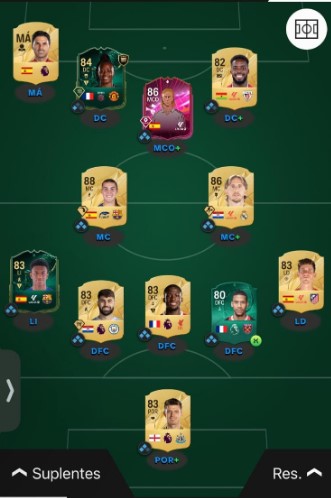 MÁ
MÁ
84
DC
DC
86
MCO
MCO+
82
DC
DC+
88
MC
MC
86
MC
MC+
83
LI
LI
83
DFC
DFC
83
DFC
DFC
80
DFC
DFC
83
LD
83
POR
POR+
Suplentes
Res.